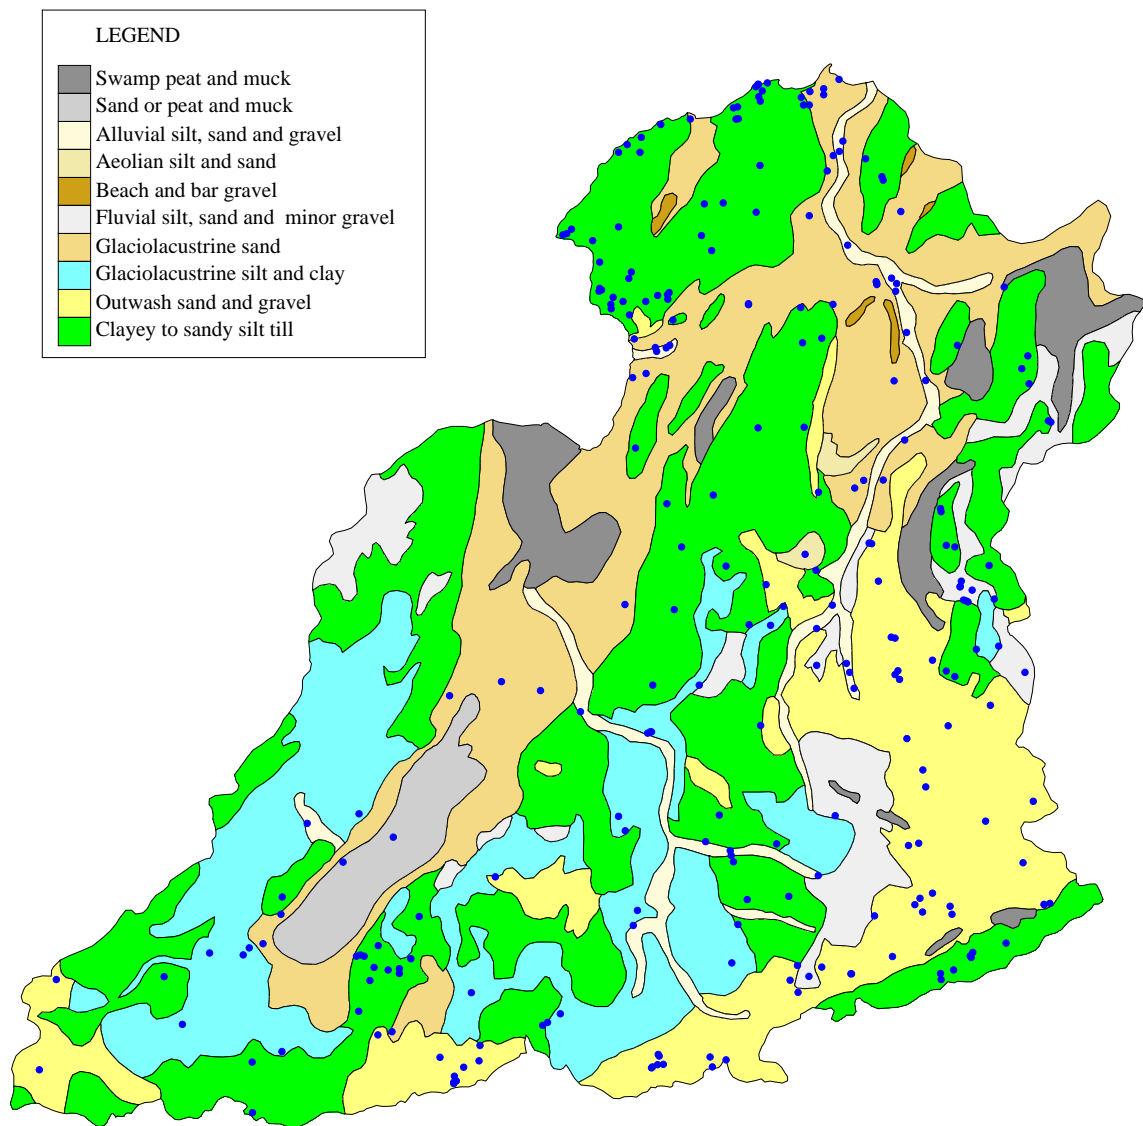 LEGEND
Swamp peat and muck
Sand or peat and muck
Alluvial silt, sand and gravel
Aeolian silt and sand
Beach and bar gravel
Fluvial silt, sand and  minor gravel
Glaciolacustrine sand
Glaciolacustrine silt and clay
Outwash sand and gravel
Clayey to sandy silt till